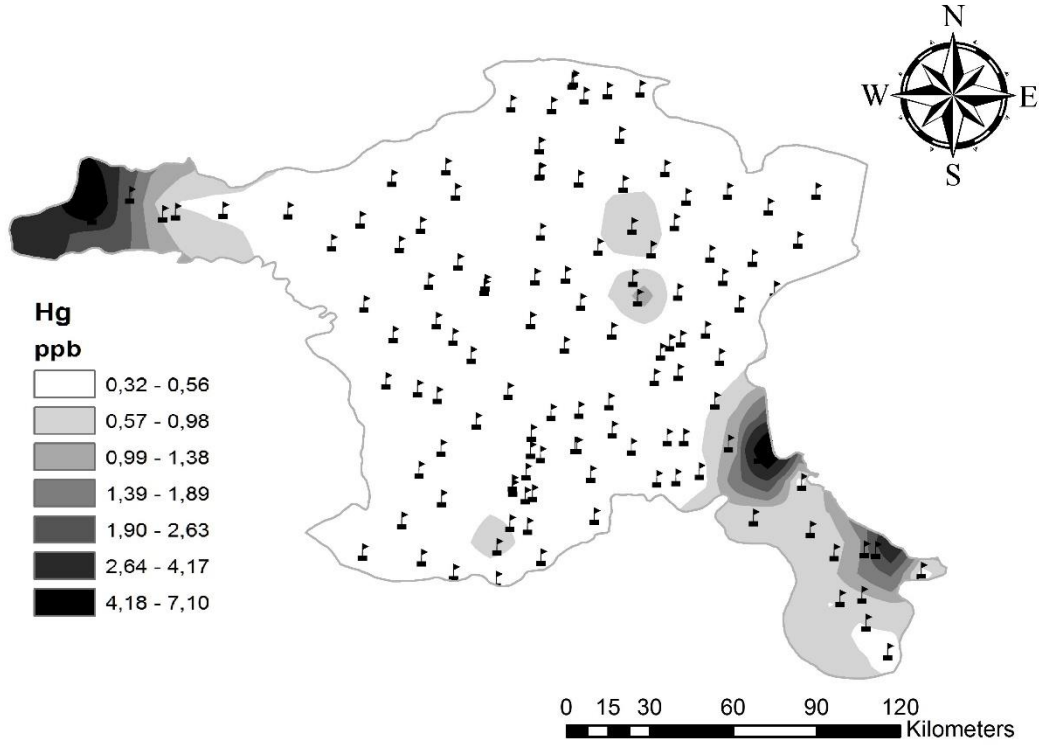 N
W E
S
Hg
ppb
0,32 - 0,56
0,57 - 0,98
0,99 - 1,38
1,39 - 1,89
1,90 - 2,63
2,64 - 4,17
4,18 - 7,10
0 15 30 60 90 120
Kilometers